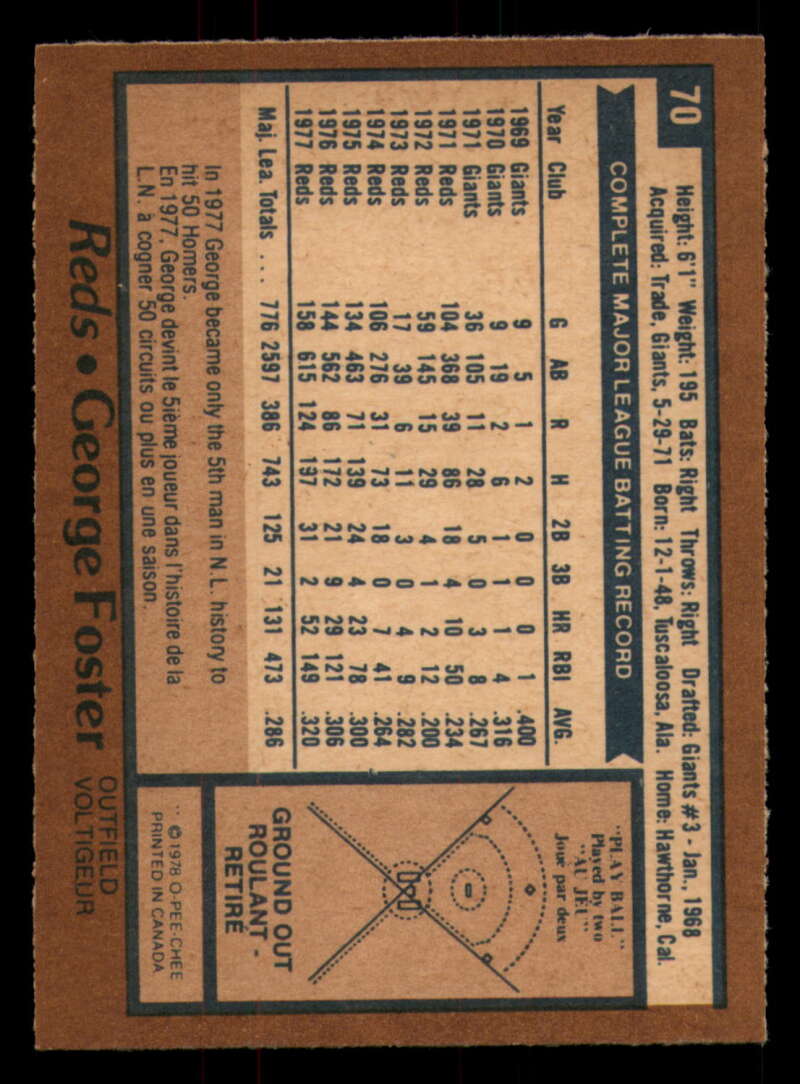 70
Height: 6'1" Weight: 195 Bats: Right Throws: Right Drafted: Giants #3 - Jan., 1968
Acquired: Trade, Giants, 5-29-71 Born: 12-1-48, Tuscaloosa, Ala. Home: Hawthorne, Cal.
COMPLETE MAJOR LEAGUE BATTING RECORD
Year Club G AB R H 2B 3B HR RBI AVG.
1969 Giants 9 5 1 2 0 0 0 1 .400
1970 Giants 9 19 2 6 1 1 1 4 .316
1971 Giants 36 105 11 28 5 0 3 8 .267
1971 Reds 104 368 39 86 18 4 10 50 .234
1972 Reds 59 145 15 29 4 1 2 12 .200
1973 Reds 17 39 6 11 3 0 4 9 .282
1974 Reds 106 276 31 73 18 0 7 41 .264
1975 Reds 134 463 71 139 24 4 23 78 .300
1976 Reds 144 562 86 172 21 9 29 121 .306
1977 Reds 158 615 124 197 31 2 52 149 .320
Maj. Lea. Totals ... 776 2597 386 743 125 21 131 473 .286
In 1977 George became only the 5th man in N.L. history to
hit 50 Homers.
En 1977, George devint le 5ième joueur dans l'histoire de la
L.N. à cogner 50 circuits ou plus en une saison.
"PLAY BALL"
Played by two
"AU JEU"
Joué par deux
GROUND OUT
ROULANT -
RETIRÉ
** © 1978 O-PEE-CHEE
PRINTED IN CANADA
Reds • George Foster
OUTFIELD
VOLTIGEUR